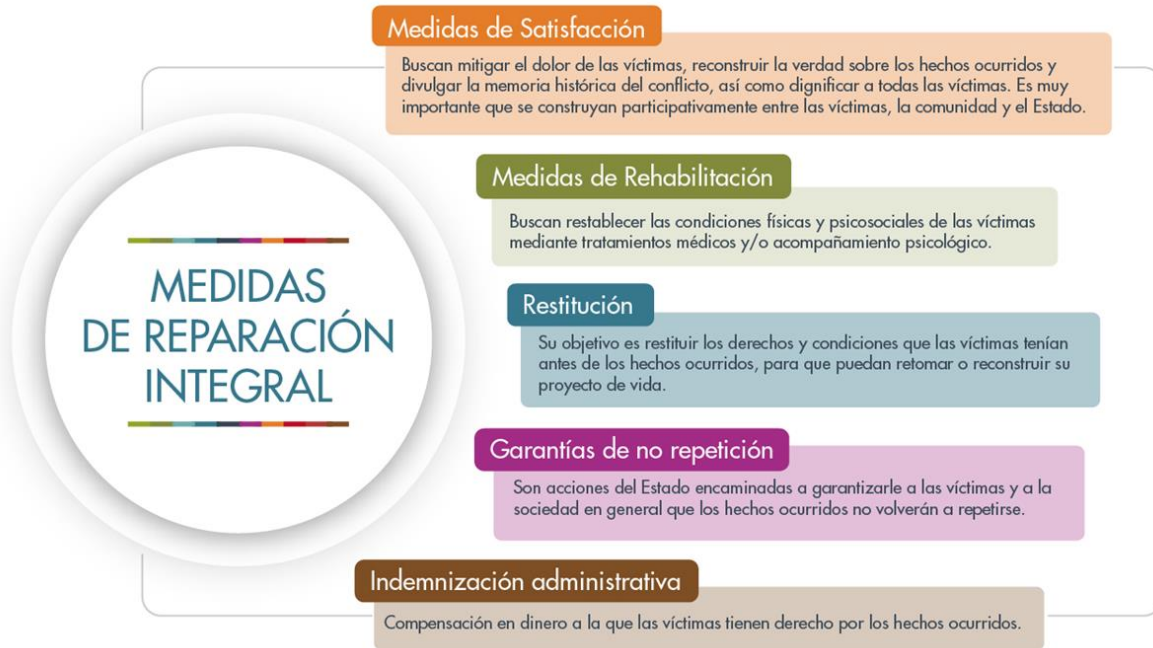 MEDIDAS
DE REPARACIÓN
INTEGRAL
Medidas de Satisfacción
Buscan mitigar el dolor de las víctimas, reconstruir la verdad sobre los hechos ocurridos y
divulgar la memoria histórica del conflicto, así como dignificar a todas las víctimas. Es muy
importante que se construyan participativamente entre las víctimas, la comunidad y el Estado.
Medidas de Rehabilitación
Buscan restablecer las condiciones físicas y psicosociales de las víctimas
mediante tratamientos médicos y/o acompañamiento psicológico.
Restitución
Su objetivo es restituir los derechos y condiciones que las víctimas tenían
antes de los hechos ocurridos, para que puedan retomar o reconstruir su
proyecto de vida.
Garantías de no repetición
Son acciones del Estado encaminadas a garantizarle a las víctimas y a la
sociedad en general que los hechos ocurridos no volverán a repetirse.
Indemnización administrativa
Compensación en dinero a la que las víctimas tienen derecho por los hechos ocurridos.